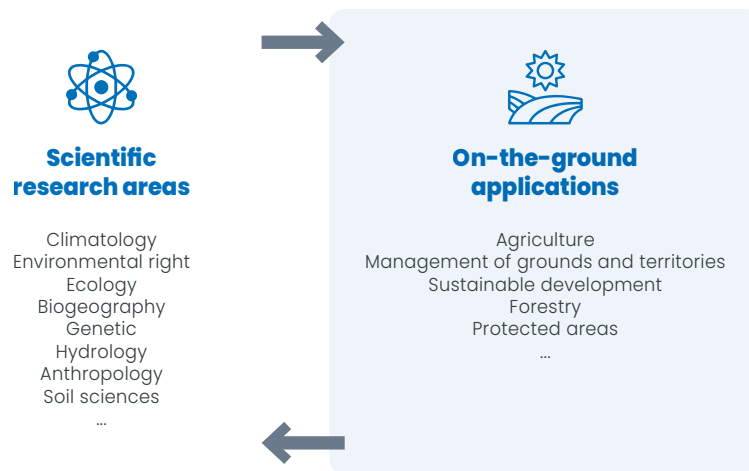 Scientific
research areas
Climatology
Environmental right
Ecology
Biogeography
Genetic
Hydrology
Anthropology
Soil sciences
...
On-the-ground
applications
Agriculture
Management of grounds and territories
Sustainable development
Forestry
Protected areas
...